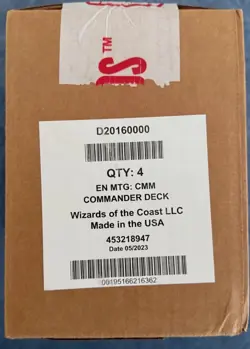 DS™
D20160000
QTY: 4
EN MTG: CMM
COMMANDER DECK
Wizards of the Coast LLC
Made in the USA
453218947
Date 05/2023
09195166216362